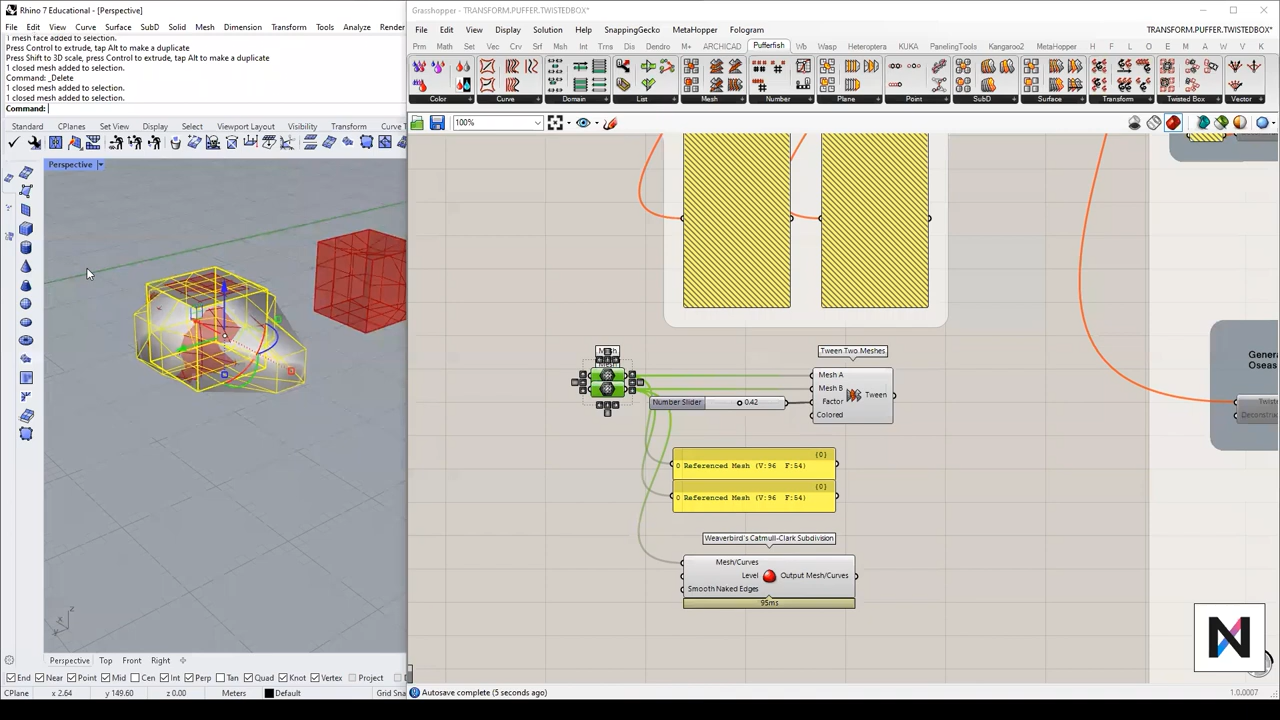 Rhino 7 Educational - [Perspective]
File Edit View Curve Surface SubD Solid Mesh Dimension Transform Tools Analyze Render
1 mesh face added to selection.
Press Control to extrude, tap Alt to make a duplicate
Press Shift to 3D scale, press Control to extrude, tap Alt to make a duplicate
1 closed mesh added to selection.
Command: _Delete
1 closed mesh added to selection.
1 closed mesh added to selection.
Command:
Standard CPlanes Set View Display Select Viewport Layout Visibility Transform Curve T
Perspective
z
y
x
Perspective Top Front Right
End Near Point Mid Cen Int Perp Tan Quad Knot Vertex Project
CPlane x 2.64 y 149.60 z 0.00 Meters Default Grid Snap
Grasshopper - TRANSFORM.PUFFER.TWISTEDBOX*
File Edit View Display Solution Help SnappingGecko MetaHopper Fologram TRANSFORM.PUFFER.TWISTEDBOX*
Prm Math Set Vec Crv Srf Msh Int Trns Dis Dendro M+ ARCHICAD Pufferfish Wb Wasp Heteroptera KUKA PanelingTools Kangaroo2 MetaHopper H F L O E N A U K
Color Curve Domain List Mesh Number Plane Point SubD Surface Transform Twisted Box Vector
100%
Tween Two Meshes
Mesh A
Mesh B
Factor
Colored
Tween
Number Slider 0.42
{0}
0 Referenced Mesh (V:96 F:54)
{0}
0 Referenced Mesh (V:96 F:54)
Weaverbird's Catmull-Clark Subdivision
Mesh/Curves
Level
Smooth Naked Edges
Output Mesh/Curves
95ms
Genera
Oseas
Twiste
Deconstru
N
Autosave complete (5 seconds ago)
1.0.0007